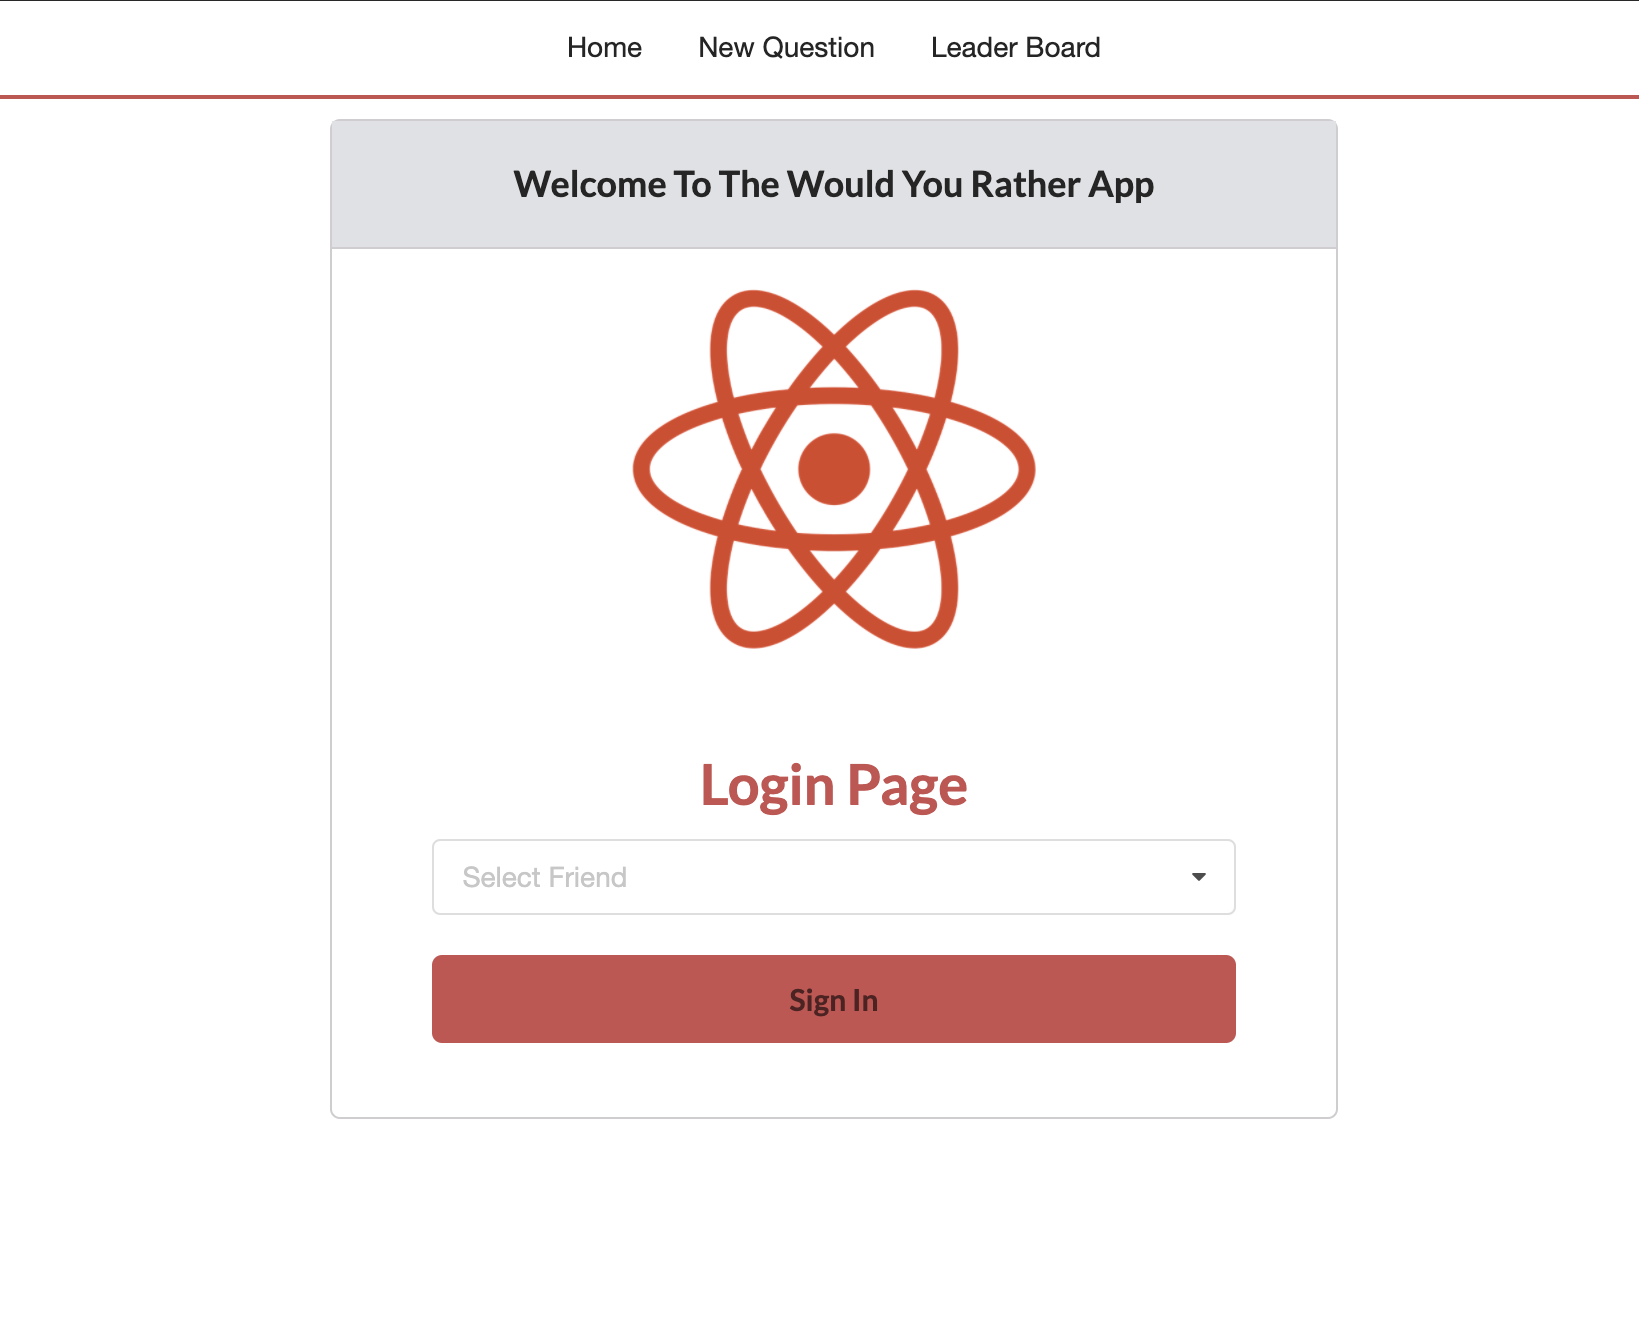 Home New Question Leader Board
Welcome To The Would You Rather App
Login Page
Select Friend
Sign In